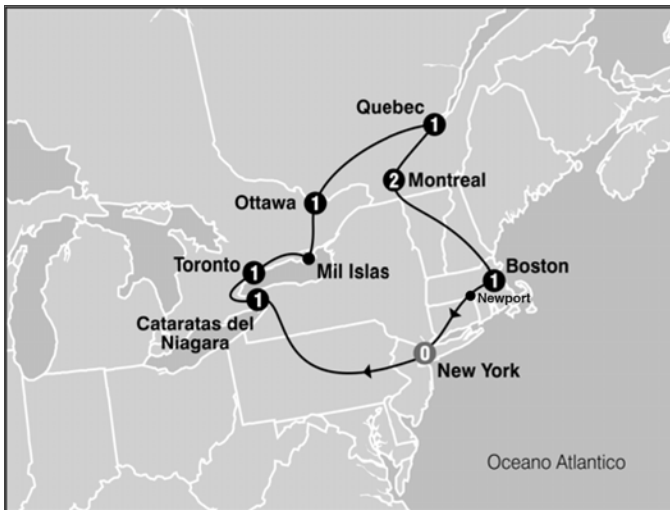 Quebec 1
2 Montreal
Ottawa 1
Toronto 1
Mil Islas
1 Boston
Newport
1
Cataratas del
Niagara
0
New York
Oceano Atlantico